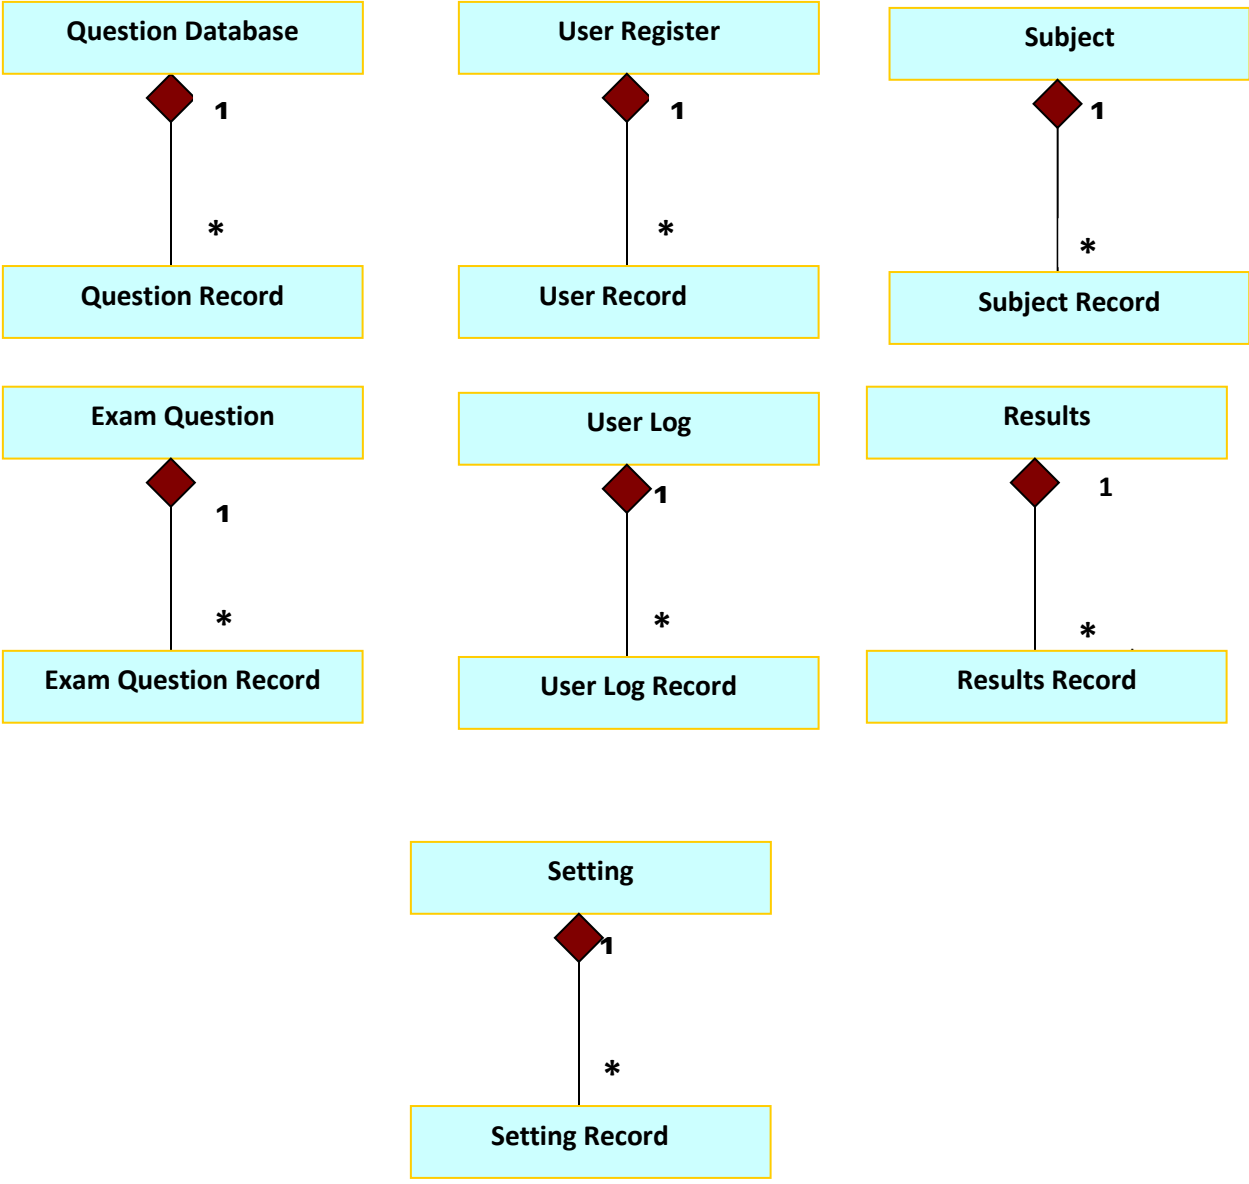 Question Database
User Register
Subject
1
1
1
*
*
*
Question Record
User Record
Subject Record
Exam Question
User Log
Results
1
1
1
*
*
*
Exam Question Record
User Log Record
Results Record
Setting
1
*
Setting Record